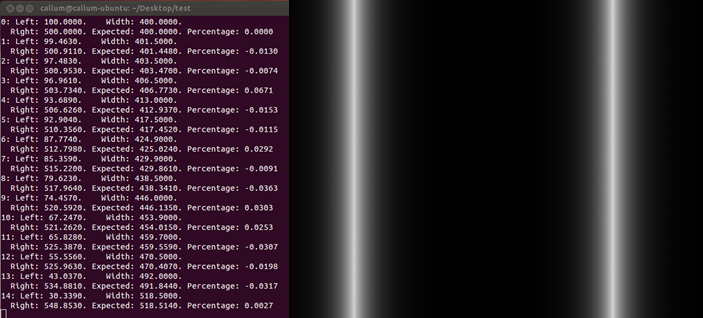 callum@callum-ubuntu: ~/Desktop/test
0: Left: 100.0000. Width: 400.0000.
Right: 500.0000. Expected: 400.0000. Percentage: 0.0000
1: Left: 99.4630. Width: 401.5000.
Right: 500.9110. Expected: 401.4480. Percentage: -0.0130
2: Left: 97.4830. Width: 403.5000.
Right: 500.9530. Expected: 403.4700. Percentage: -0.0074
3: Left: 96.9610. Width: 406.5000.
Right: 503.7340. Expected: 406.7730. Percentage: 0.0671
4: Left: 93.6890. Width: 413.0000.
Right: 506.6260. Expected: 412.9370. Percentage: -0.0153
5: Left: 92.9040. Width: 417.5000.
Right: 510.3560. Expected: 417.4520. Percentage: -0.0115
6: Left: 87.7740. Width: 424.9000.
Right: 512.7980. Expected: 425.0240. Percentage: 0.0292
7: Left: 85.3590. Width: 429.9000.
Right: 515.2200. Expected: 429.8610. Percentage: -0.0091
8: Left: 79.6230. Width: 438.5000.
Right: 517.9640. Expected: 438.3410. Percentage: -0.0363
9: Left: 74.4570. Width: 446.0000.
Right: 520.5920. Expected: 446.1350. Percentage: 0.0303
10: Left: 67.2470. Width: 453.9000.
Right: 521.2620. Expected: 454.0150. Percentage: 0.0253
11: Left: 65.8280. Width: 459.7000.
Right: 525.3870. Expected: 459.5590. Percentage: -0.0307
12: Left: 55.5560. Width: 470.5000.
Right: 525.9630. Expected: 470.4070. Percentage: -0.0198
13: Left: 43.0370. Width: 492.0000.
Right: 534.8810. Expected: 491.8440. Percentage: -0.0317
14: Left: 30.3390. Width: 518.5000.
Right: 548.8530. Expected: 518.5140. Percentage: 0.0027